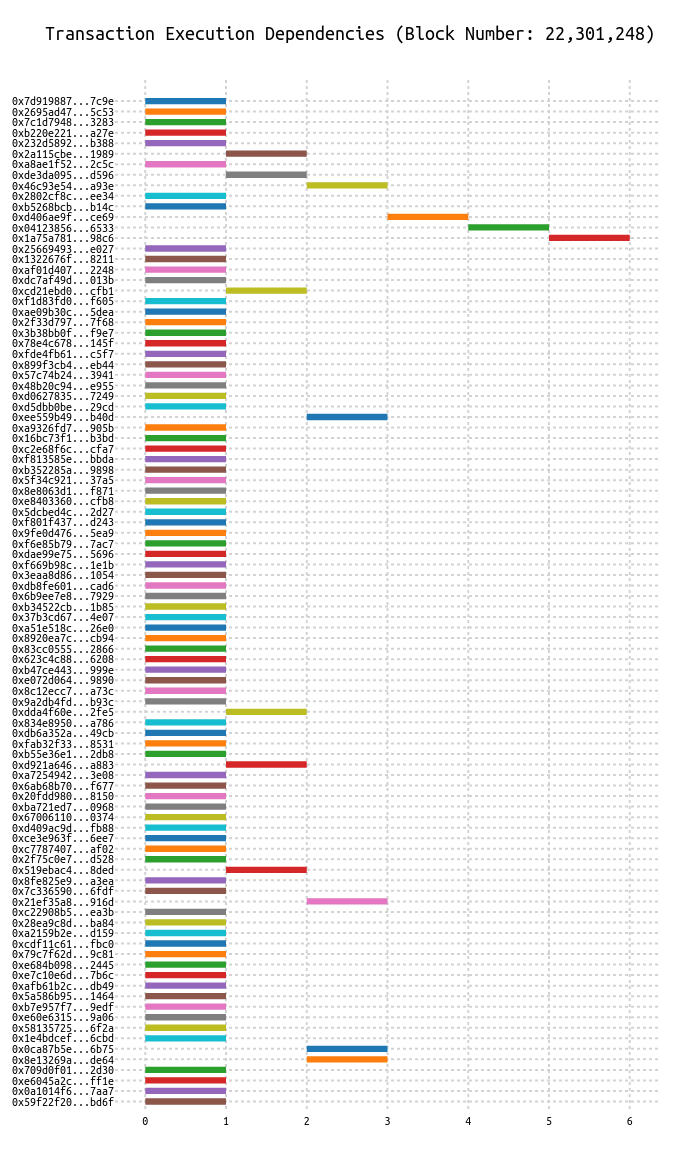 Transaction Execution Dependencies (Block Number: 22,301,248)
0x7d919887...7c9e
0x2695ad47...5c53
0x7c1d7948...3283
0xb220e221...a27e
0x232d5892...b388
0x2a115cbe...1989
0xa8ae1f52...2c5c
0xde3da095...d596
0x46c93e54...a93e
0x2802cf8c...ee34
0xb5268bcb...b14c
0xd406ae9f...ce69
0x04123856...6533
0x1a75a781...98c6
0x25669493...e027
0x1322676f...8211
0xaf01d407...2248
0xdc7af49d...013b
0xcd21ebd0...cfb1
0xf1d83fd0...f605
0xae09b30c...5dea
0x2f33d797...7f68
0x3b38bb0f...f9e7
0x78e4c678...145f
0xfde4fb61...c5f7
0x899f3cb4...eb44
0x57c74b24...3941
0x48b20c94...e955
0xd0627835...7249
0xd5dbb0be...29cd
0xee559b49...b40d
0xa9326fd7...905b
0x16bc73f1...b3bd
0xc2e68f6c...cfa7
0xf813585e...bbda
0xb352285a...9898
0x5f34c921...37a5
0x8e8063d1...f871
0xe8403360...cfb8
0x5dcbed4c...2d27
0xf801f437...d243
0x9fe0d476...5ea9
0xf6e85b79...7ac7
0xdae99e75...5696
0xf669b98c...1e1b
0x3eaa8d86...1054
0xdb8fe601...cad6
0x6b9ee7e8...7929
0xb34522cb...1b85
0x37b3cd67...4e07
0xa51e518c...26e0
0x8920ea7c...cb94
0x83cc0555...2866
0x623c4c88...6208
0xb47ce443...999e
0xe072d064...9890
0x8c12ecc7...a73c
0x9a2db4fd...b93c
0xdda4f60e...2fe5
0x834e8950...a786
0xdb6a352a...49cb
0xfab32f33...8531
0xb55e36e1...2db8
0xd921a646...a883
0xa7254942...3e08
0x6ab68b70...f677
0x20fdd980...8150
0xba721ed7...0968
0x67006110...0374
0xd409ac9d...fb88
0xce3e963f...6ee7
0xc7787407...af02
0x2f75c0e7...d528
0x519ebac4...8ded
0x8fe825e9...a3ea
0x7c336590...6fdf
0x21ef35a8...916d
0xc22908b5...ea3b
0x28ea9c8d...ba84
0xa2159b2e...d159
0xcdf11c61...fbc0
0x79c7f62d...9c81
0xe684b098...2445
0xe7c10e6d...7b6c
0xafb61b2c...db49
0x5a586b95...1464
0xb7e957f7...9edf
0xe60e6315...9a06
0x58135725...6f2a
0x1e4bdcef...6cbd
0x0ca87b5e...6b75
0x8e13269a...de64
0x709d0f01...2d30
0xe6045a2c...ff1e
0x0a1014f6...7aa7
0x59f22f20...bd6f
0 1 2 3 4 5 6